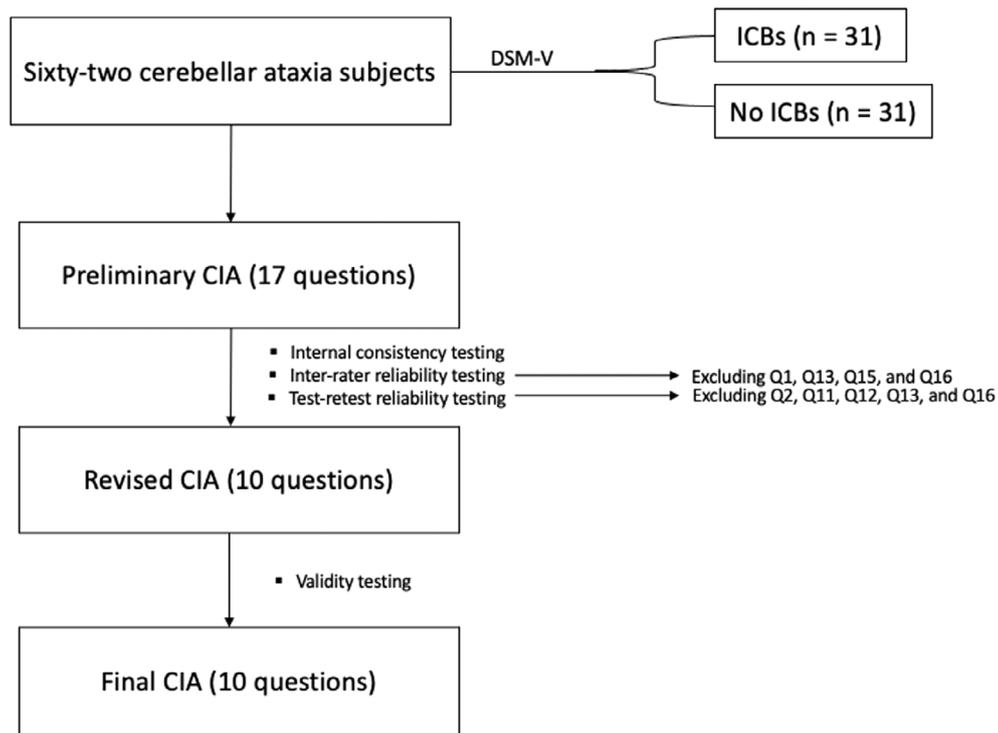 Sixty-two cerebellar ataxia subjects
DSM-V
ICBs (n = 31)
No ICBs (n = 31)
Preliminary CIA (17 questions)
▪ Internal consistency testing
▪ Inter-rater reliability testing
Excluding Q1, Q13, Q15, and Q16
▪ Test-retest reliability testing
Excluding Q2, Q11, Q12, Q13, and Q16
Revised CIA (10 questions)
▪ Validity testing
Final CIA (10 questions)